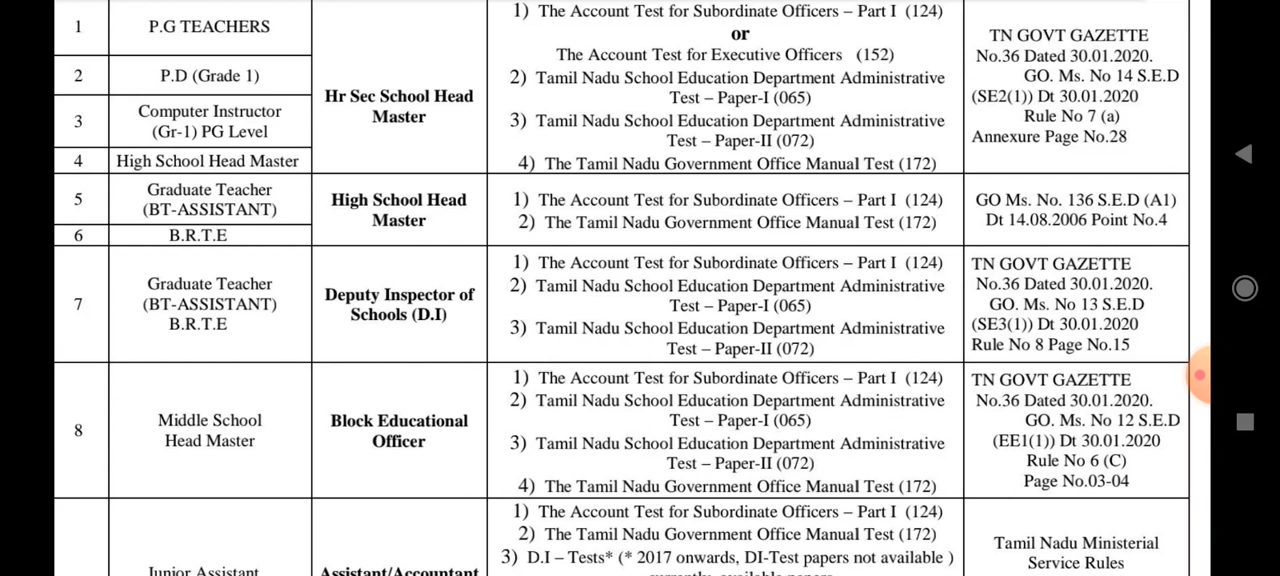 1
P.G TEACHERS
2
P.D (Grade 1)
3
Computer Instructor
(Gr-1) PG Level
4
High School Head Master
Hr Sec School Head
Master
1) The Account Test for Subordinate Officers – Part I (124)
or
The Account Test for Executive Officers (152)
2) Tamil Nadu School Education Department Administrative
Test – Paper-I (065)
3) Tamil Nadu School Education Department Administrative
Test – Paper-II (072)
4) The Tamil Nadu Government Office Manual Test (172)
TN GOVT GAZETTE
No.36 Dated 30.01.2020.
GO. Ms. No 14 S.E.D
(SE2(1)) Dt 30.01.2020
Rule No 7 (a)
Annexure Page No.28
5
Graduate Teacher
(BT-ASSISTANT)
6
B.R.T.E
High School Head
Master
1) The Account Test for Subordinate Officers – Part I (124)
2) The Tamil Nadu Government Office Manual Test (172)
GO Ms. No. 136 S.E.D (A1)
Dt 14.08.2006 Point No.4
7
Graduate Teacher
(BT-ASSISTANT)
B.R.T.E
Deputy Inspector of
Schools (D.I)
1) The Account Test for Subordinate Officers – Part I (124)
2) Tamil Nadu School Education Department Administrative
Test – Paper-I (065)
3) Tamil Nadu School Education Department Administrative
Test – Paper-II (072)
TN GOVT GAZETTE
No.36 Dated 30.01.2020.
GO. Ms. No 13 S.E.D
(SE3(1)) Dt 30.01.2020
Rule No 8 Page No.15
8
Middle School
Head Master
Block Educational
Officer
1) The Account Test for Subordinate Officers – Part I (124)
2) Tamil Nadu School Education Department Administrative
Test – Paper-I (065)
3) Tamil Nadu School Education Department Administrative
Test – Paper-II (072)
4) The Tamil Nadu Government Office Manual Test (172)
TN GOVT GAZETTE
No.36 Dated 30.01.2020.
GO. Ms. No 12 S.E.D
(EE1(1)) Dt 30.01.2020
Rule No 6 (C)
Page No.03-04
Junior Assistant
Assistant/Accountant
1) The Account Test for Subordinate Officers – Part I (124)
2) The Tamil Nadu Government Office Manual Test (172)
3) D.I – Tests* (* 2017 onwards, DI-Test papers not available )
Tamil Nadu Ministerial
Service Rules